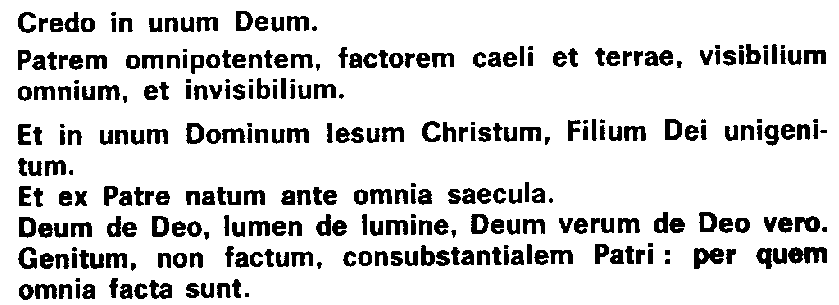 Credo in unum Deum.
Patrem omnipotentem, factorem caeli et terrae, visibilium
omnium, et invisibilium.
Et in unum Dominum Iesum Christum, Filium Dei unigeni-
tum.
Et ex Patre natum ante omnia saecula.
Deum de Deo, lumen de lumine, Deum verum de Deo vero.
Genitum, non factum, consubstantialem Patri : per quem
omnia facta sunt.